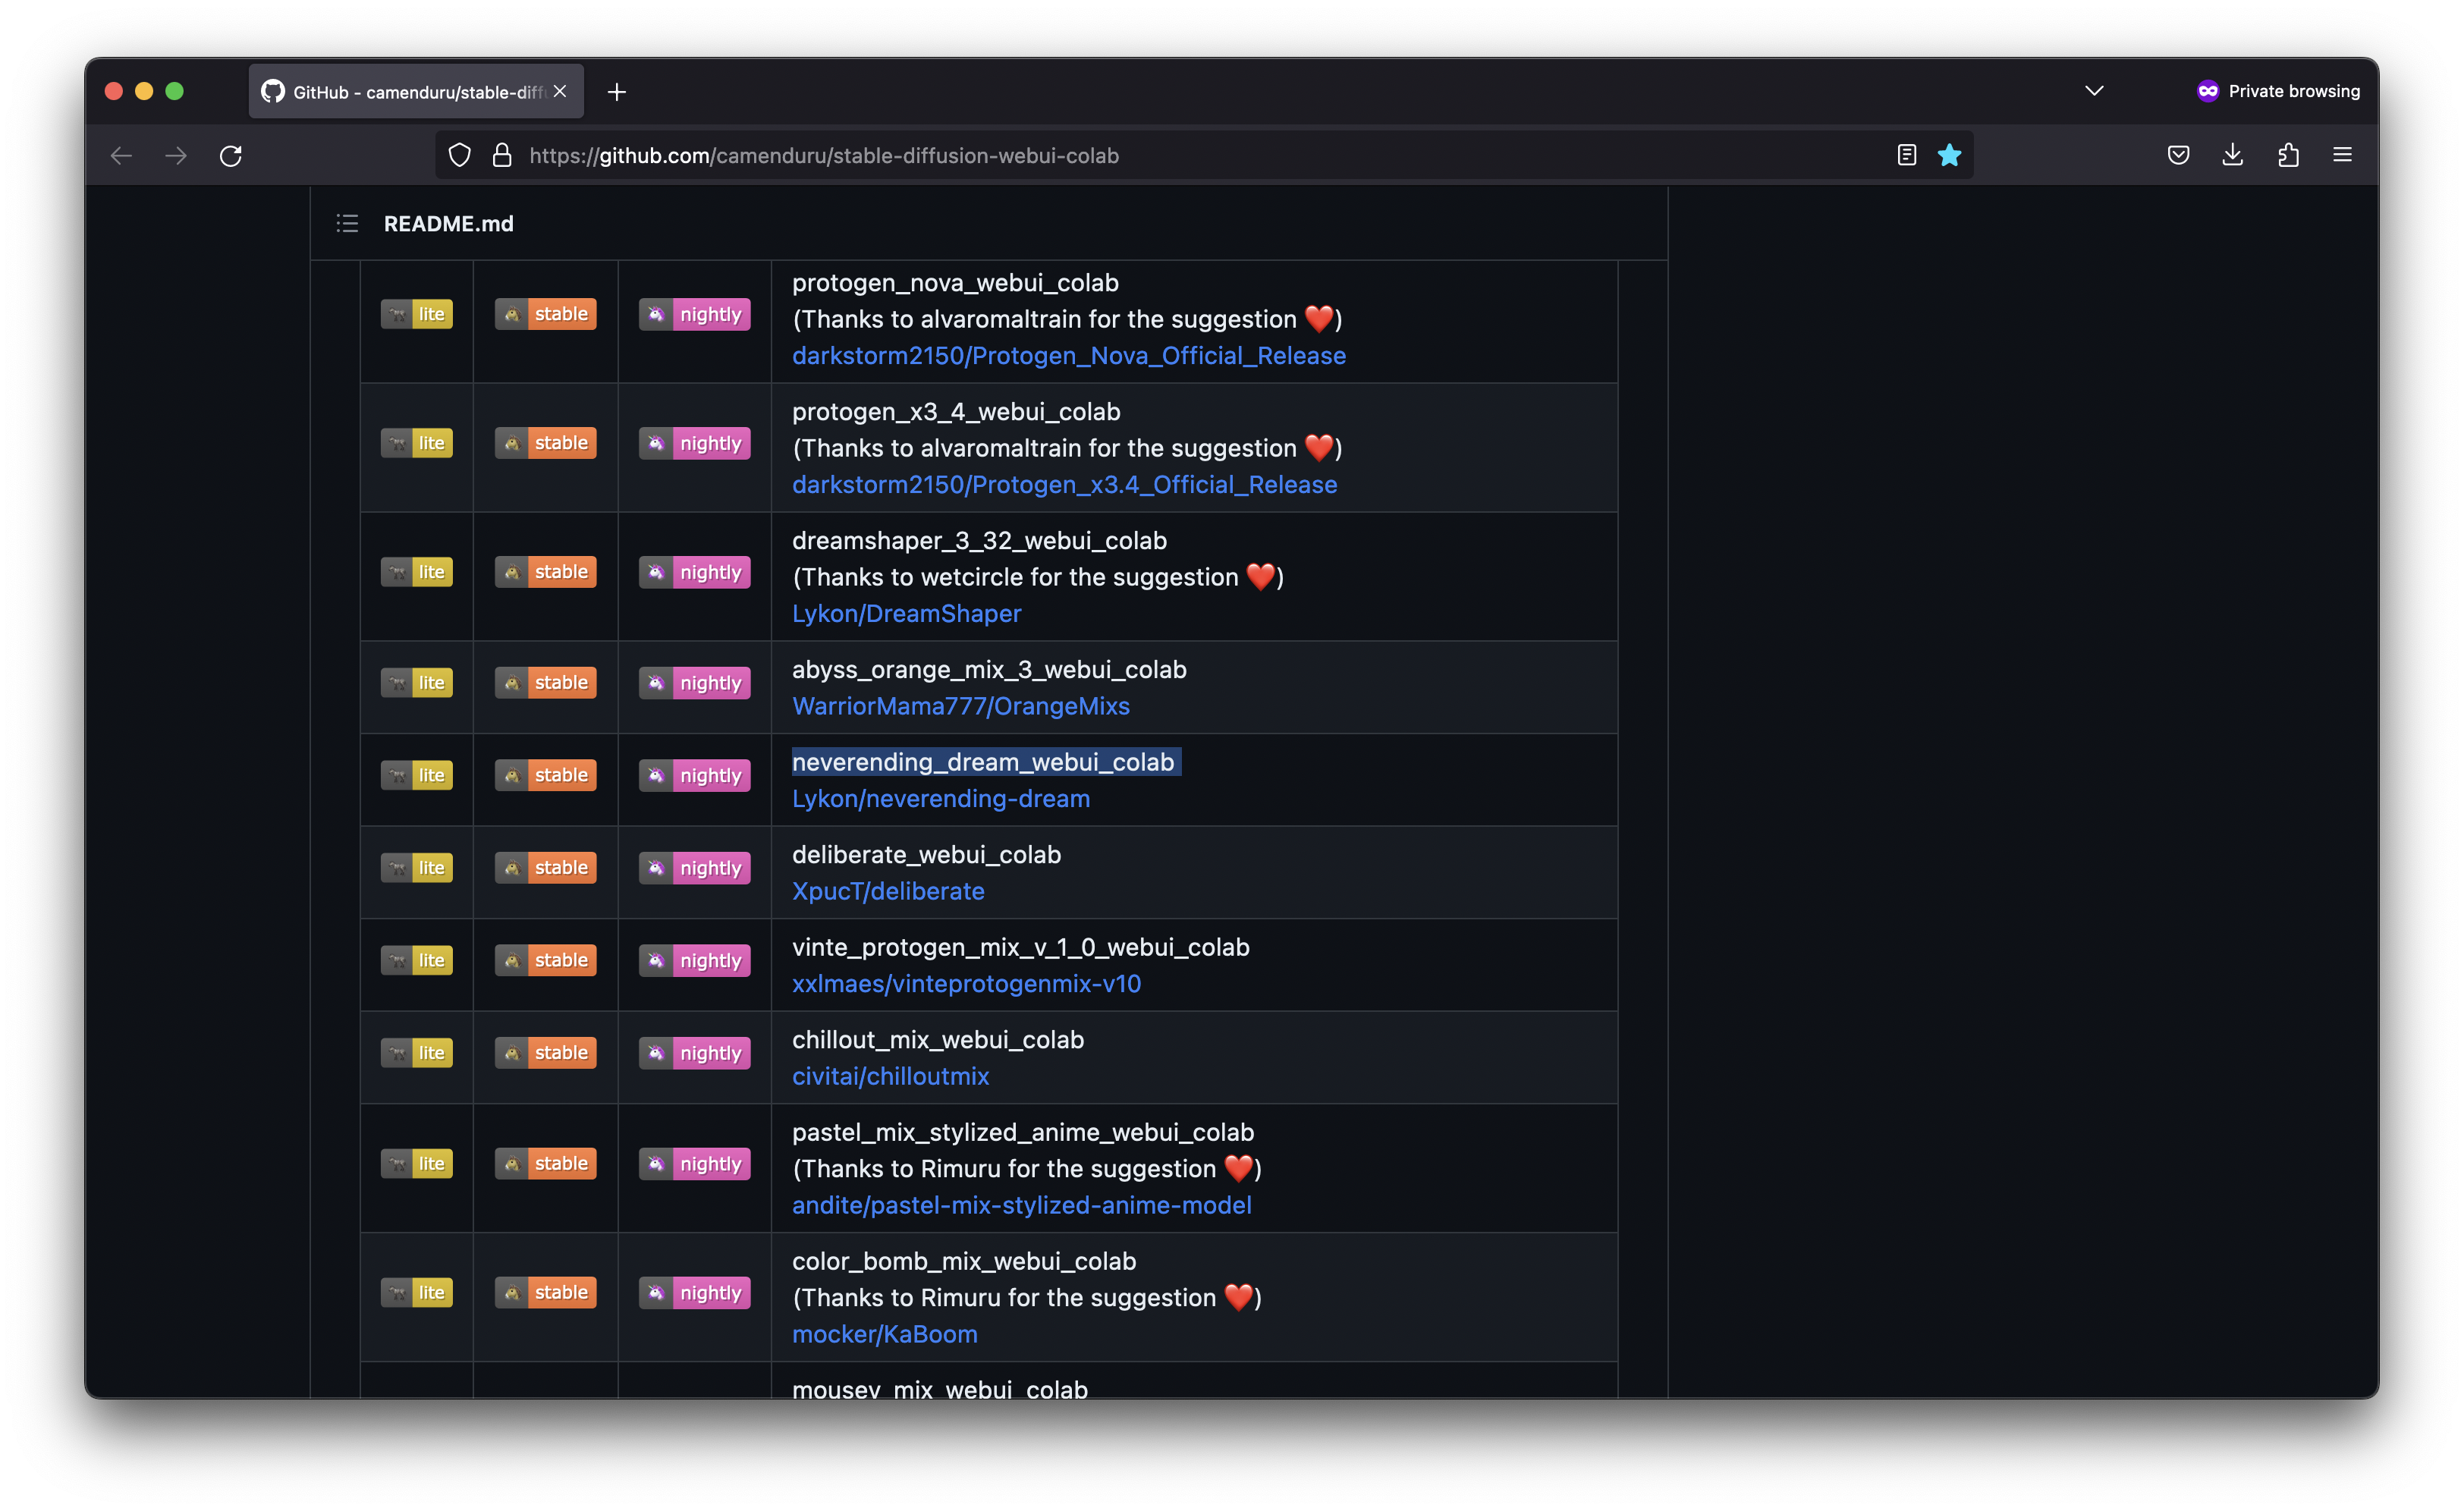 GitHub - camenduru/stable-diff
Private browsing
https://github.com/camenduru/stable-diffusion-webui-colab
README.md
protogen_nova_webui_colab
lite stable nightly (Thanks to alvaromaltrain for the suggestion ❤️)
darkstorm2150/Protogen_Nova_Official_Release
protogen_x3_4_webui_colab
lite stable nightly (Thanks to alvaromaltrain for the suggestion ❤️)
darkstorm2150/Protogen_x3.4_Official_Release
dreamshaper_3_32_webui_colab
lite stable nightly (Thanks to wetcircle for the suggestion ❤️)
Lykon/DreamShaper
abyss_orange_mix_3_webui_colab
lite stable nightly
WarriorMama777/OrangeMixs
neverending_dream_webui_colab
lite stable nightly
Lykon/neverending-dream
deliberate_webui_colab
lite stable nightly
XpucT/deliberate
vinte_protogen_mix_v_1_0_webui_colab
lite stable nightly
xxlmaes/vinteprotogenmix-v10
chillout_mix_webui_colab
lite stable nightly
civitai/chilloutmix
pastel_mix_stylized_anime_webui_colab
lite stable nightly (Thanks to Rimuru for the suggestion ❤️)
andite/pastel-mix-stylized-anime-model
color_bomb_mix_webui_colab
lite stable nightly (Thanks to Rimuru for the suggestion ❤️)
mocker/KaBoom
mousey_mix_webui_colab